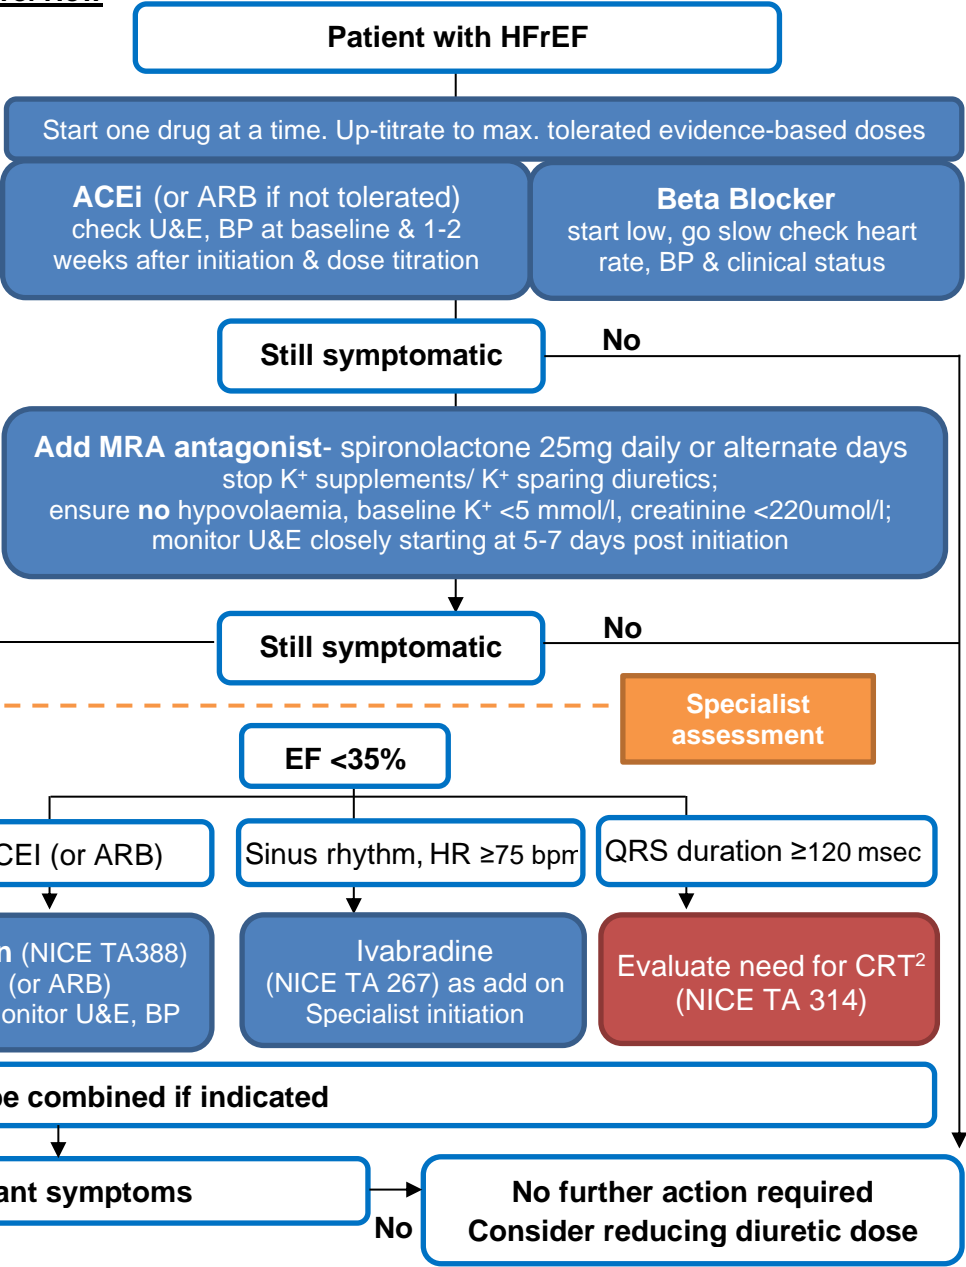 Patient with HFrEF
Start one drug at a time. Up-titrate to max. tolerated evidence-based doses
ACEi (or ARB if not tolerated)
check U&E, BP at baseline & 1-2
weeks after initiation & dose titration
Beta Blocker
start low, go slow check heart
rate, BP & clinical status
Still symptomatic
No
Add MRA antagonist- spironolactone 25mg daily or alternate days
stop K⁺ supplements/ K⁺ sparing diuretics;
ensure no hypovolaemia, baseline K⁺ <5 mmol/l, creatinine <220umol/l;
monitor U&E closely starting at 5-7 days post initiation
Still symptomatic
No
Specialist
assessment
EF <35%
CEI (or ARB)
Sinus rhythm, HR ≥75 bpm
QRS duration ≥120 msec
n (NICE TA388)
(or ARB)
onitor U&E, BP
Ivabradine
(NICE TA 267) as add on
Specialist initiation
Evaluate need for CRT²
(NICE TA 314)
be combined if indicated
ant symptoms
No
No further action required
Consider reducing diuretic dose